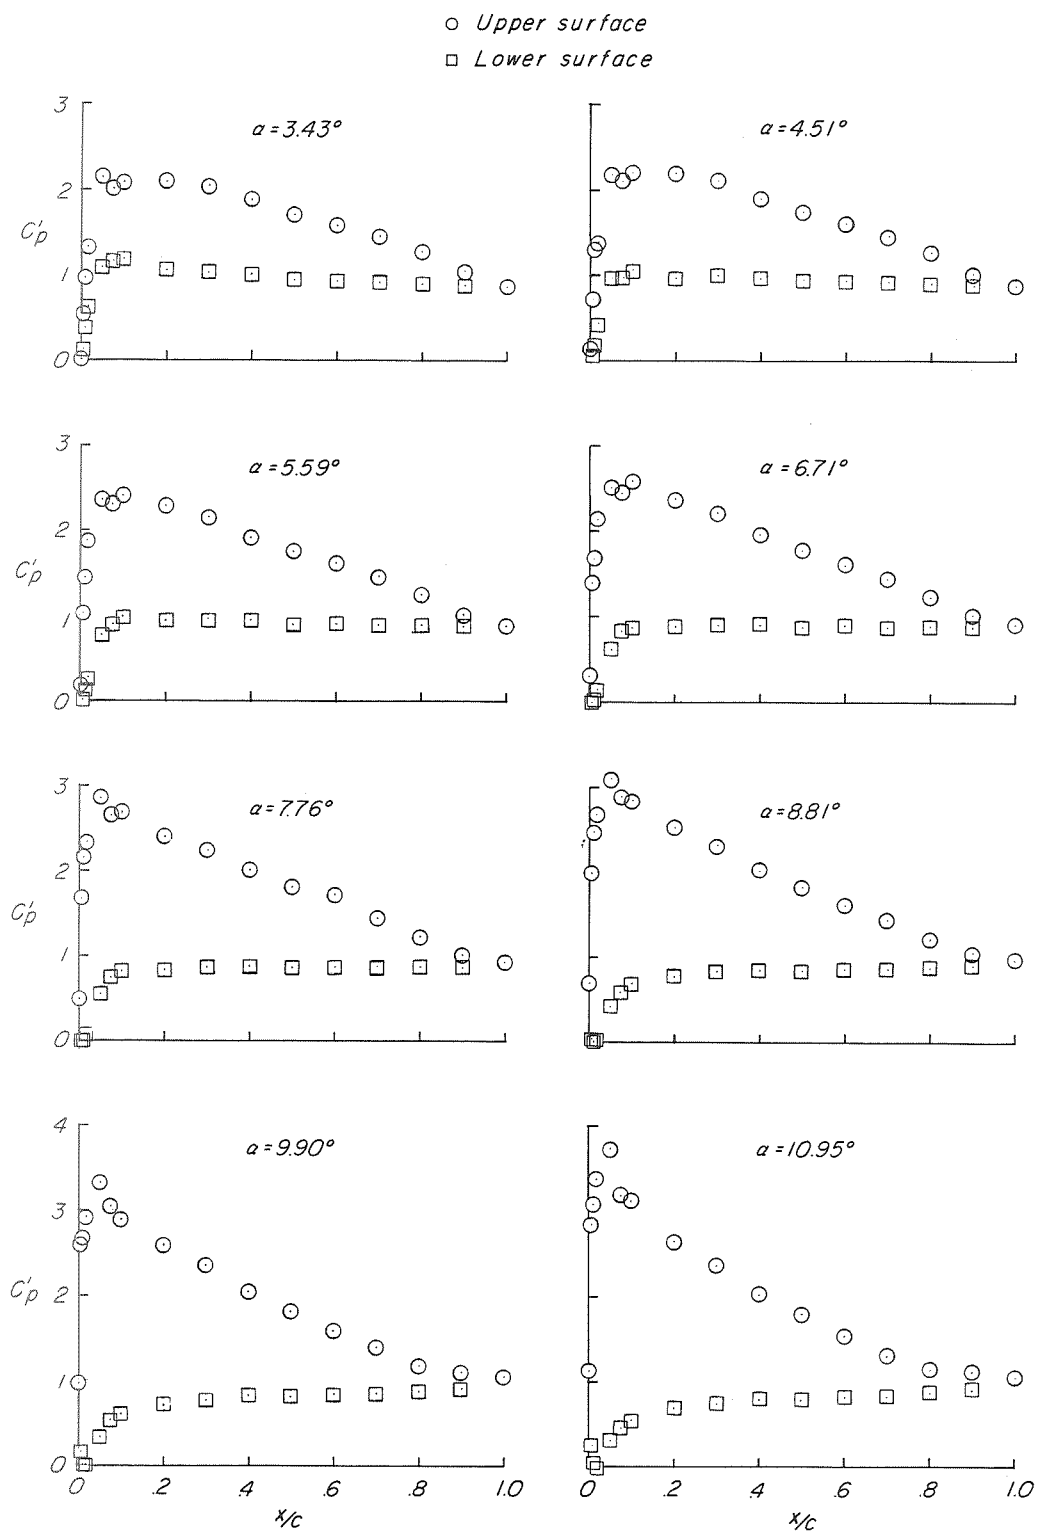 Upper surface
Lower surface
3
2
1
0
C'p
α = 3.43°
α = 4.51°
3
2
1
0
C'p
α = 5.59°
α = 6.71°
3
2
1
0
C'p
α = 7.76°
α = 8.81°
4
3
2
1
0
C'p
α = 9.90°
α = 10.95°
0 .2 .4 .6 .8 1.0
x/c
0 .2 .4 .6 .8 1.0
x/c